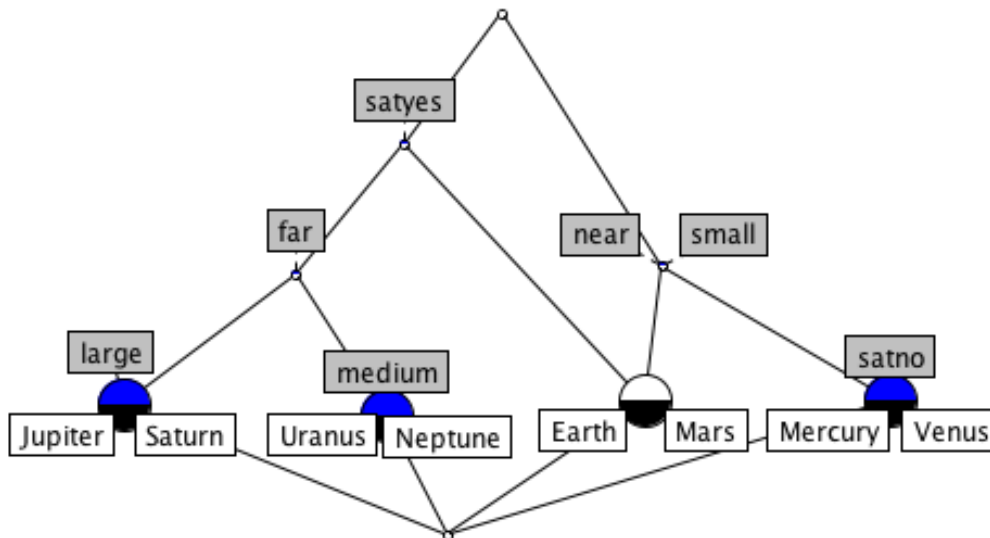 satyes
far
near
small
large
medium
satno
Jupiter
Saturn
Uranus
Neptune
Earth
Mars
Mercury
Venus